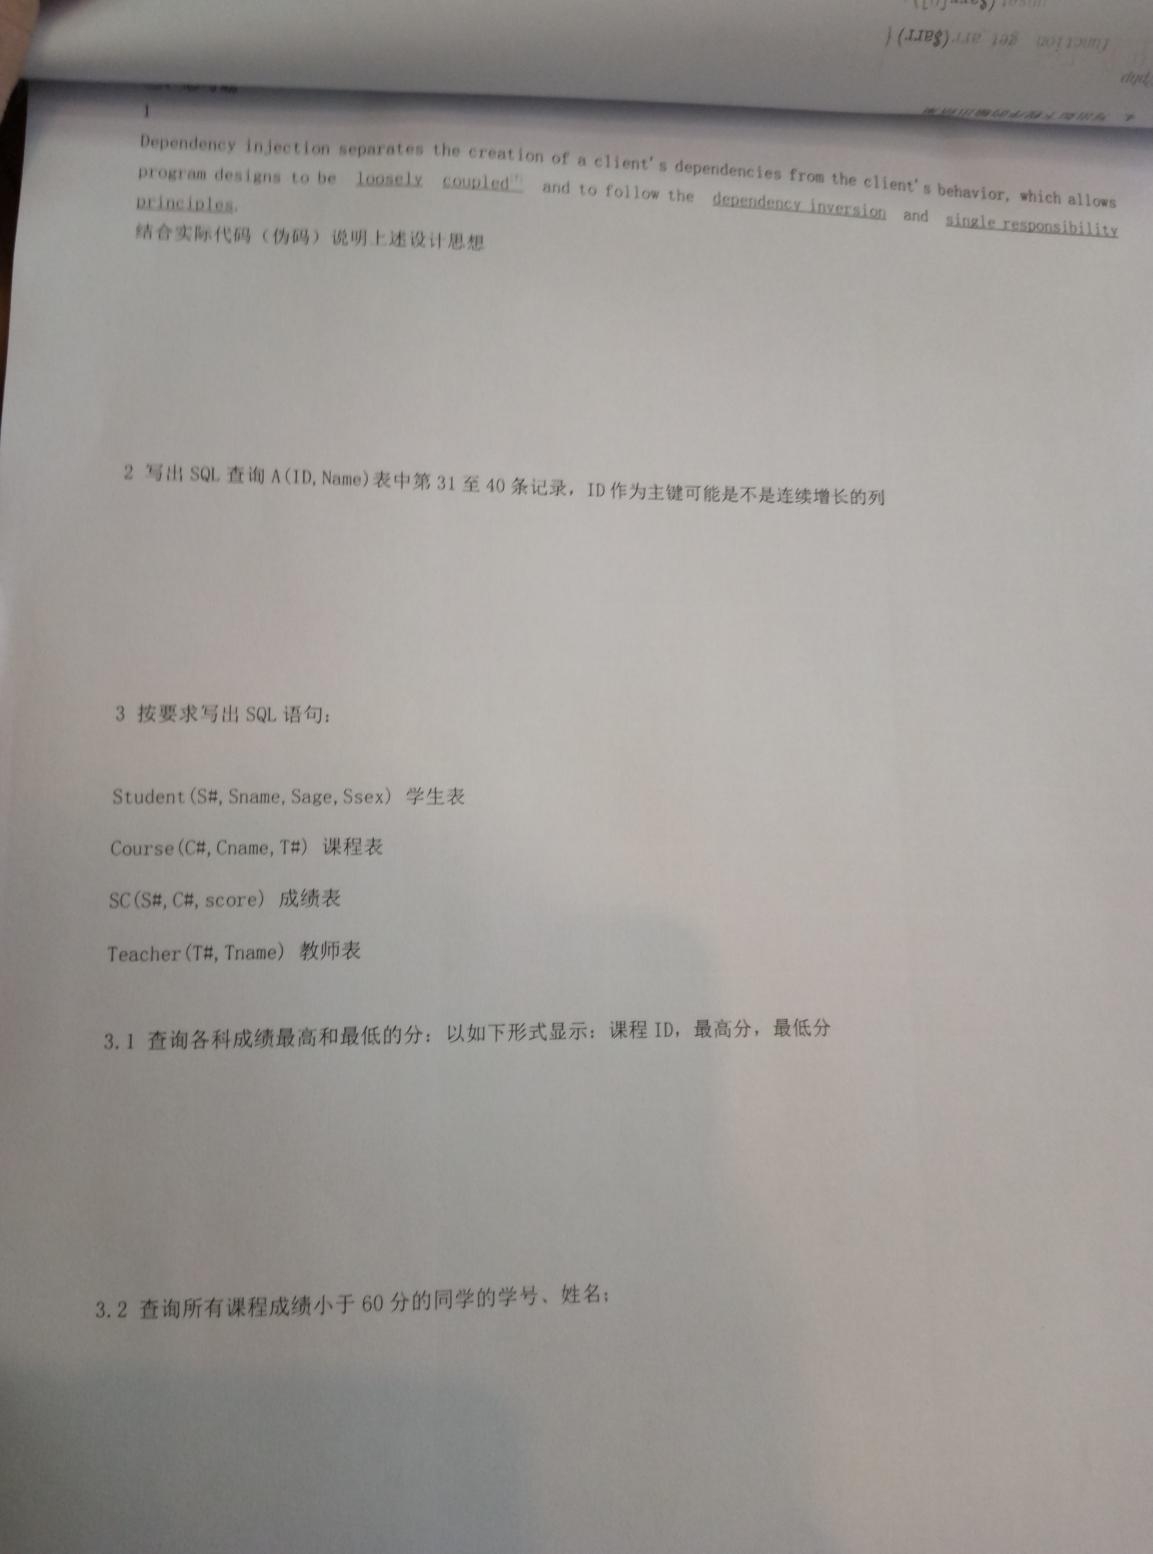 function get_arr($arr){
1
Dependency injection separates the creation of a client's dependencies from the client's behavior, which allows
program designs to be loosely coupled and to follow the dependency inversion and single responsibility
principles.
结合实际代码（伪码）说明上述设计思想
2 写出 SQL 查询 A(ID,Name)表中第 31 至 40 条记录，ID 作为主键可能是不是连续增长的列
3 按要求写出 SQL 语句：
Student(S#,Sname,Sage,Ssex) 学生表
Course(C#,Cname,T#) 课程表
SC(S#,C#,score) 成绩表
Teacher(T#,Tname) 教师表
3.1 查询各科成绩最高和最低的分：以如下形式显示：课程 ID，最高分，最低分
3.2 查询所有课程成绩小于 60 分的同学的学号、姓名；